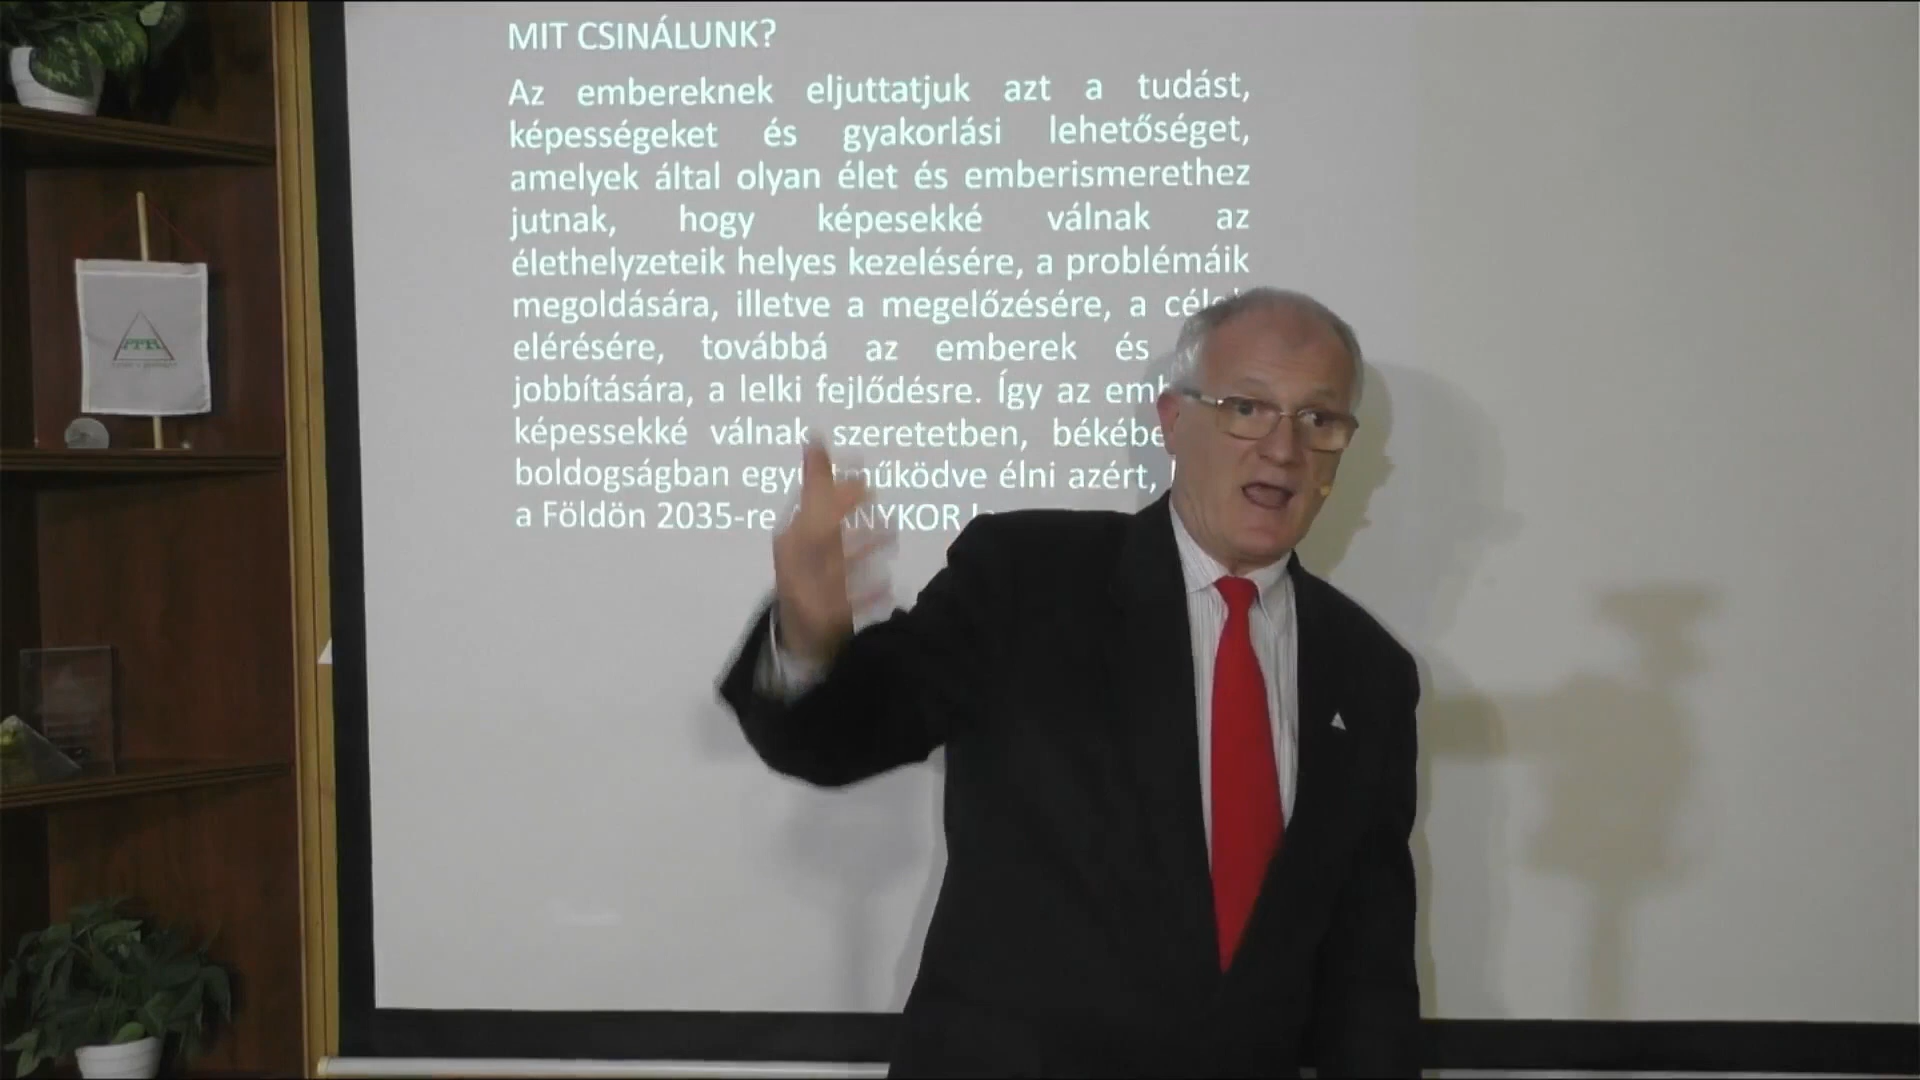 MIT CSINÁLUNK?
Az embereknek eljuttatjuk azt a tudást,
képességeket és gyakorlási lehetőséget,
amelyek által olyan élet és emberismerethez
jutnak, hogy képesekké válnak az
élethelyzeteik helyes kezelésére, a problémáik
megoldására, illetve a megelőzésére, a
elérésére, továbbá az emberek és
jobbítására, a lelki fejlődésre. Így az
képessekké válnak szeretetben,
boldogságban élni azért,
a Földön 2035-re